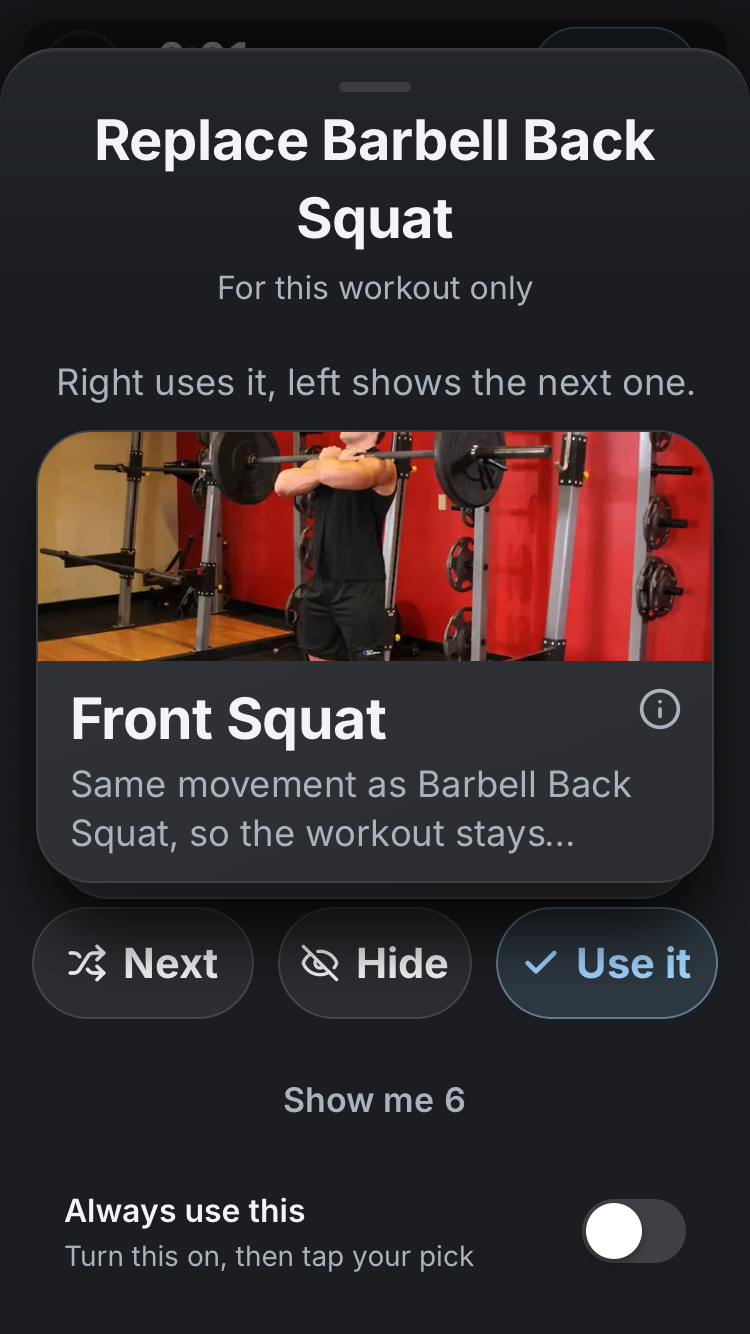 Replace Barbell Back
Squat
For this workout only
Right uses it, left shows the next one.
Front Squat
Same movement as Barbell Back
Squat, so the workout stays...
Next
Hide
Use it
Show me 6
Always use this
Turn this on, then tap your pick